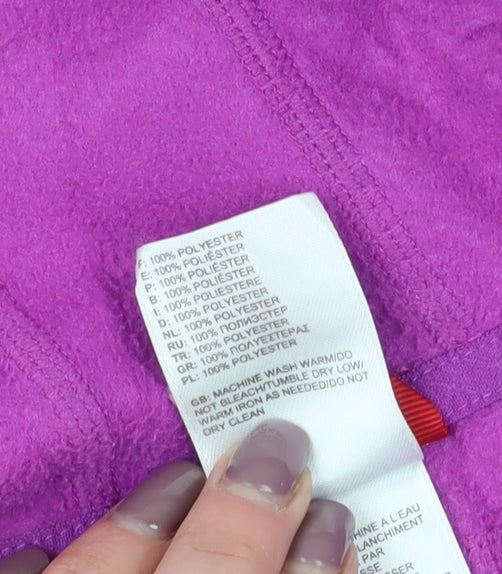 F: 100% POLYESTER
E: 100% POLIÉSTER
P: 100% POLIÉSTER
B: 100% POLIÉSTER
I: 100% POLIESTERE
D: 100% POLYESTER
NL: 100% POLYESTER
RU: 100% ПОЛИЭСТЕР
TR: 100% POLYESTER
GR: 100% ΠΟΛΥΕΣΤΕΡΑΣ
PL: 100% POLYESTER
GB: MACHINE WASH WARM/DO
NOT BLEACH/TUMBLE DRY LOW/
WARM IRON AS NEEDED/DO NOT
DRY CLEAN
A L'EAU
PAR